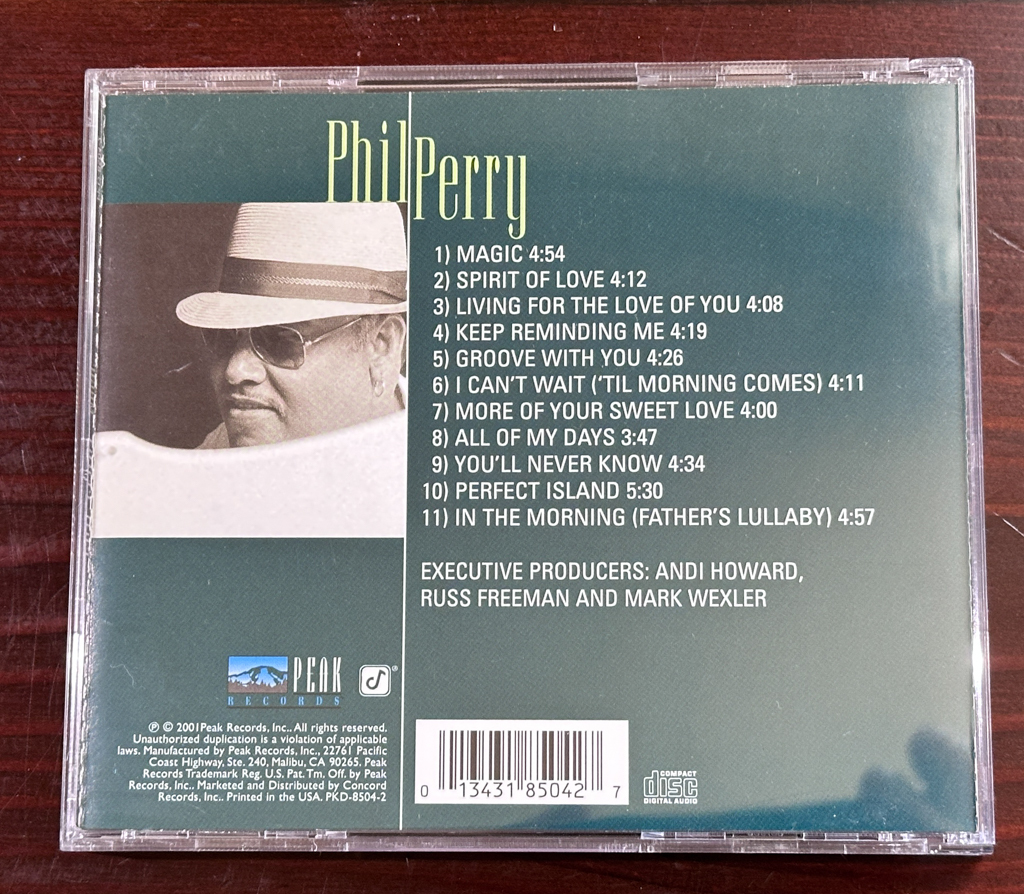 Phil Perry
1) MAGIC 4:54
2) SPIRIT OF LOVE 4:12
3) LIVING FOR THE LOVE OF YOU 4:08
4) KEEP REMINDING ME 4:19
5) GROOVE WITH YOU 4:26
6) I CAN'T WAIT ('TIL MORNING COMES) 4:11
7) MORE OF YOUR SWEET LOVE 4:00
8) ALL OF MY DAYS 3:47
9) YOU'LL NEVER KNOW 4:34
10) PERFECT ISLAND 5:30
11) IN THE MORNING (FATHER'S LULLABY) 4:57
EXECUTIVE PRODUCERS: ANDI HOWARD,
RUSS FREEMAN AND MARK WEXLER
PEAK
RECORDS
®
℗ © 2001 Peak Records, Inc.. All rights reserved.
Unauthorized duplication is a violation of applicable
laws. Manufactured by Peak Records, Inc., 22761 Pacific
Coast Highway, Ste. 240, Malibu, CA 90265. Peak
Records Trademark Reg. U.S. Pat. Tm. Off. by Peak
Records, Inc.. Marketed and Distributed by Concord
Records, Inc.. Printed in the USA. PKD-8504-2
0 13431 85042 7
COMPACT
disc
DIGITAL AUDIO